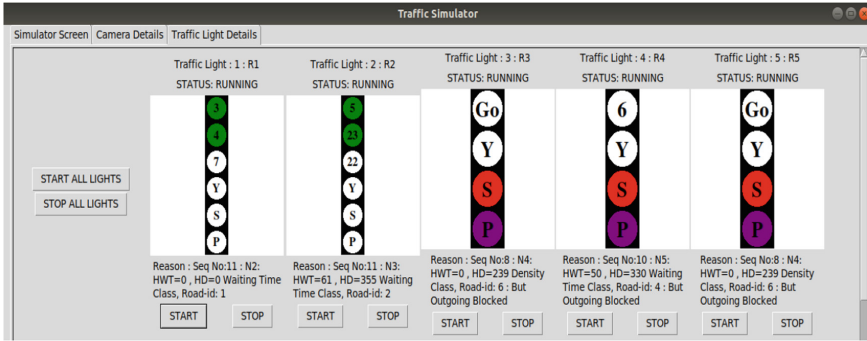 Traffic Simulator
Simulator Screen Camera Details Traffic Light Details
START ALL LIGHTS
STOP ALL LIGHTS
Traffic Light : 1 : R1
STATUS: RUNNING
3
4
7
Y
S
P
Reason : Seq No:11 : N2:
HWT=0 , HD=0 Waiting Time
Class, Road-id: 1
START STOP
Traffic Light : 2 : R2
STATUS: RUNNING
5
23
22
Y
S
P
Reason : Seq No:11 : N3:
HWT=61 , HD=355 Waiting
Time Class, Road-id: 2
START STOP
Traffic Light : 3 : R3
STATUS: RUNNING
Go
Y
S
P
Reason : Seq No:8 : N4:
HWT=0 , HD=239 Density
Class, Road-id: 6 : But
Outgoing Blocked
START STOP
Traffic Light : 4 : R4
STATUS: RUNNING
6
Y
S
P
Reason : Seq No:10 : N5:
HWT=50 , HD=330 Waiting
Time Class, Road-id: 4 : But
Outgoing Blocked
START STOP
Traffic Light : 5 : R5
STATUS: RUNNING
Go
Y
S
P
Reason : Seq No:8 : N4:
HWT=0 , HD=239 Density
Class, Road-id: 6 : But
Outgoing Blocked
START STOP